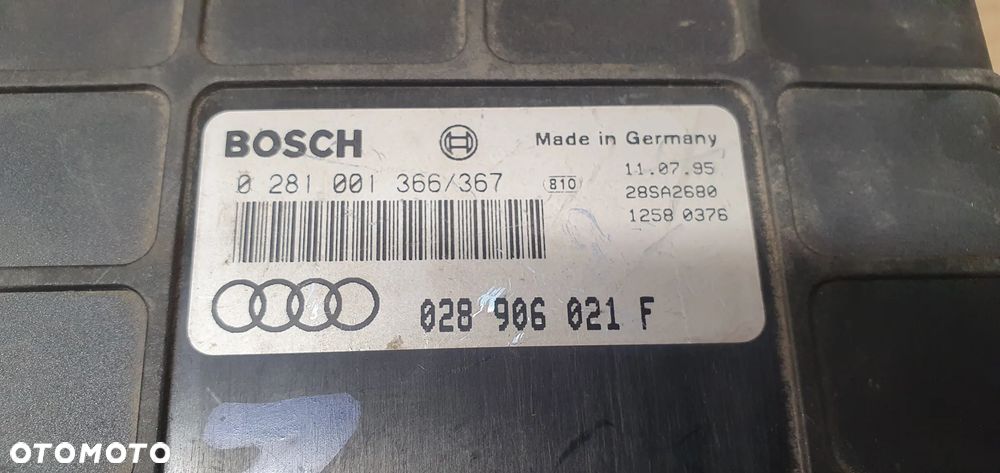 BOSCH
Made in Germany
0 281 001 366/367
810
11.07.95
28SA2680
1258 0376
028 906 021 F
OTOMOTO